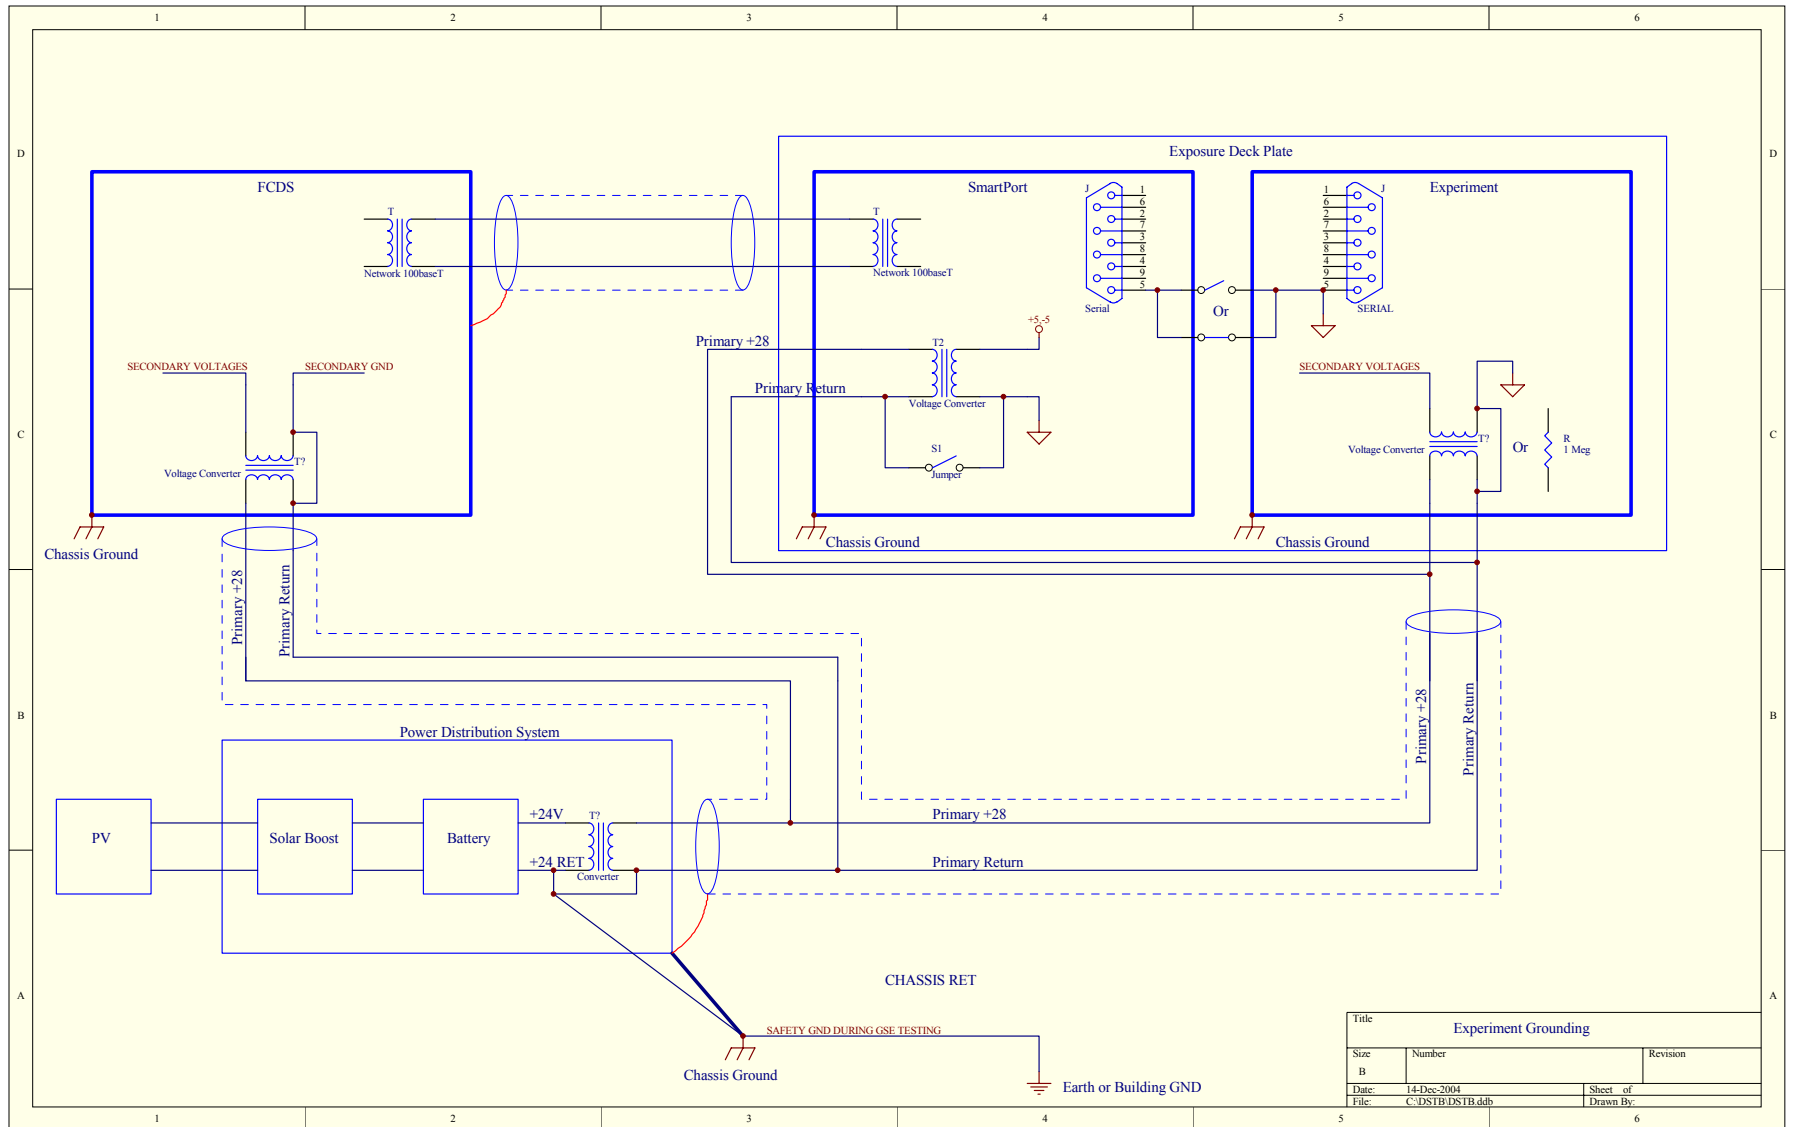 1 2 3 4 5 6
D D
Exposure Deck Plate
FCDS
SmartPort
Experiment
J
1
6
2
7
3
8
4
9
5
Serial
J
1
6
2
7
3
8
4
9
5
SERIAL
T
Network 100baseT
T
Network 100baseT
Or
+5,-5
Primary +28
T2
Primary Return
Voltage Converter
S1
Jumper
SECONDARY VOLTAGES
SECONDARY GND
T?
Voltage Converter
SECONDARY VOLTAGES
T?
Voltage Converter
Or
R
1 Meg
C C
Chassis Ground
Chassis Ground
Chassis Ground
Primary +28
Primary Return
Primary +28
Primary Return
B B
Power Distribution System
PV
Solar Boost
Battery
+24V
T?
+24 RET
Converter
Primary +28
Primary Return
CHASSIS RET
A A
SAFETY GND DURING GSE TESTING
Chassis Ground
Earth or Building GND
Title
Experiment Grounding
Size
B
Number
Revision
Date: 14-Dec-2004
Sheet of
File: C:\DSTB\DSTB.ddb
Drawn By:
1 2 3 4 5 6